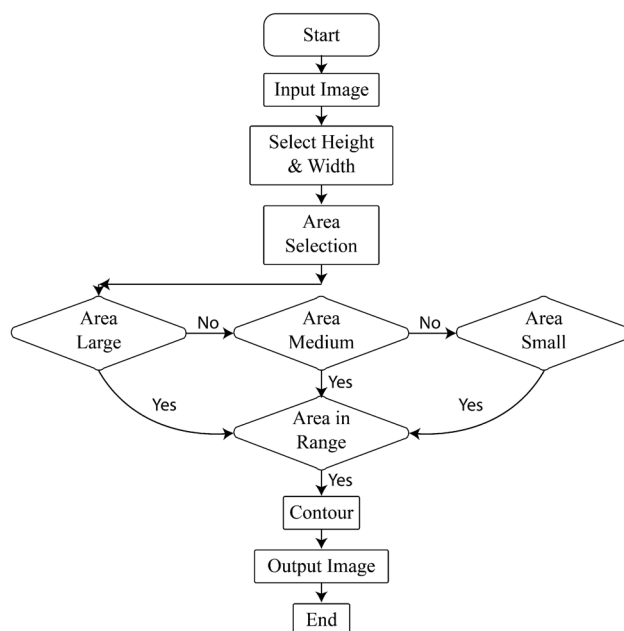 Start
Input Image
Select Height
& Width
Area
Selection
Area
Large
No
Area
Medium
No
Area
Small
Yes
Yes
Yes
Area in
Range
Yes
Contour
Output Image
End